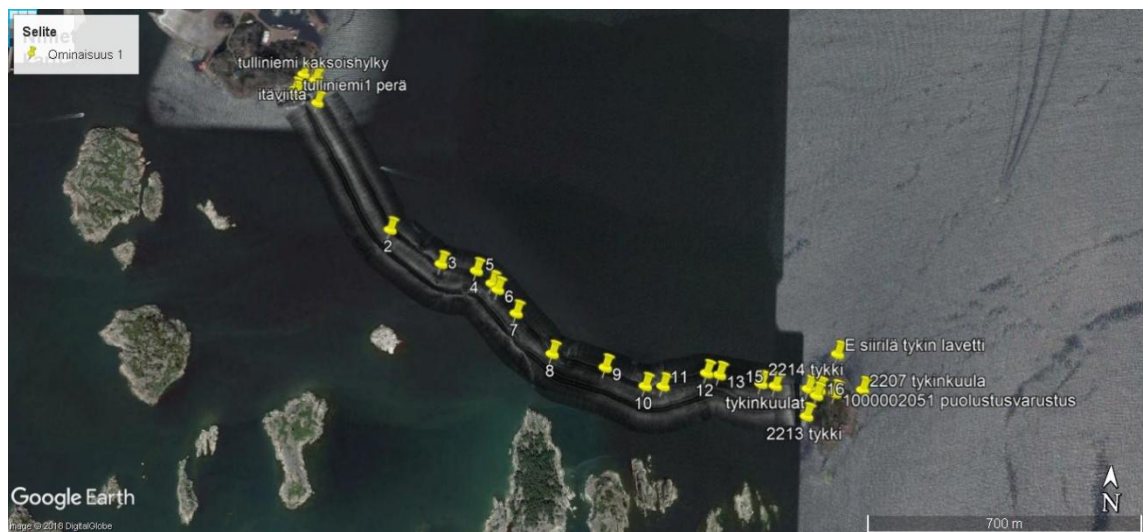 Selite
Ominaisuus 1
tulliniemi kaksoishylky
tulliniemi1 perä
itäviitta
2
3
5
4
6
7
8
9
10
11
12
13
15
2214 tykki
E siirilä tykin lavetti
16
2207 tykinkuula
tykinkuulat
1000002051 puolustusvarustus
2213 tykki
Google Earth
Image © 2018 DigitalGlobe
N
700 m